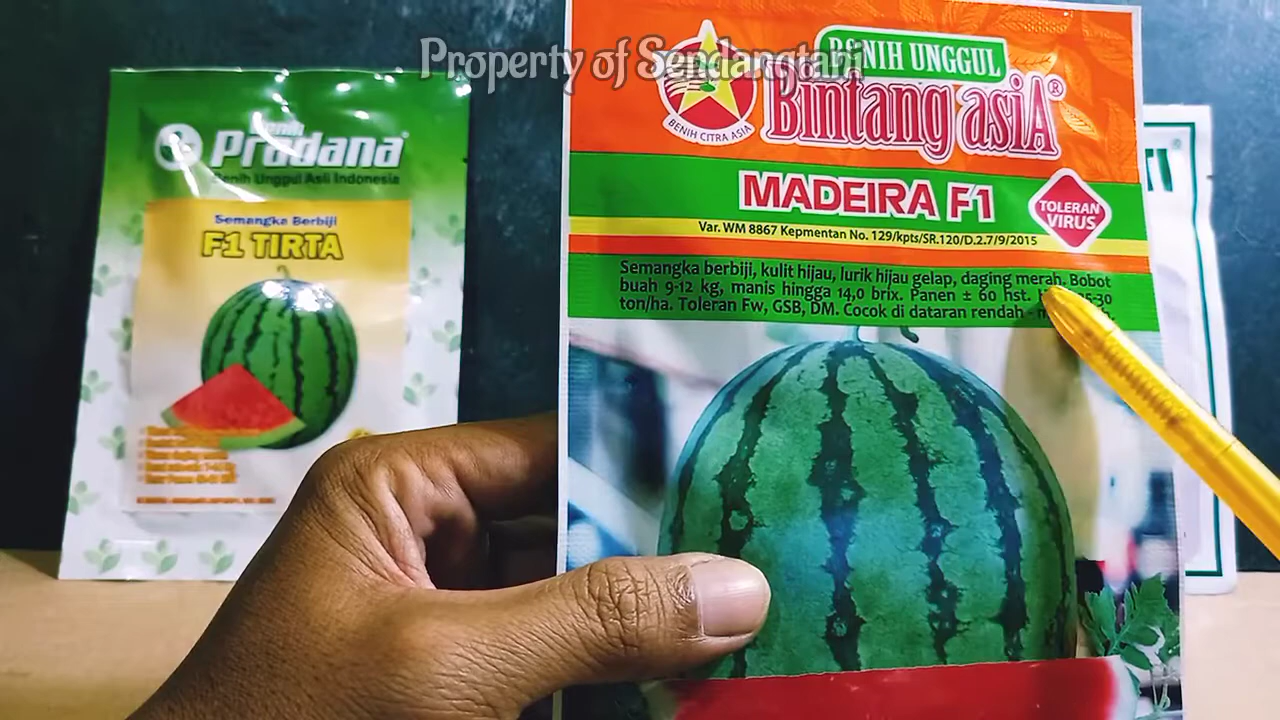 Property of Sendangtani
Pradana
Benih Unggul Asli Indonesia
Semangka Berbiji
F1 TIRTA
BENIH UNGGUL
Bintang asiA®
BENIH CITRA ASIA
MADEIRA F1
TOLERAN
VIRUS
Var. WM 8867 Kepmentan No. 129/kpts/SR.120/D.2.7/9/2015
Semangka berbiji, kulit hijau, lurik hijau gelap, daging merah. Bobot
buah 9-12 kg, manis hingga 14,0 brix. Panen ± 60 hst. 25-30
ton/ha. Toleran Fw, GSB, DM. Cocok di dataran rendah -